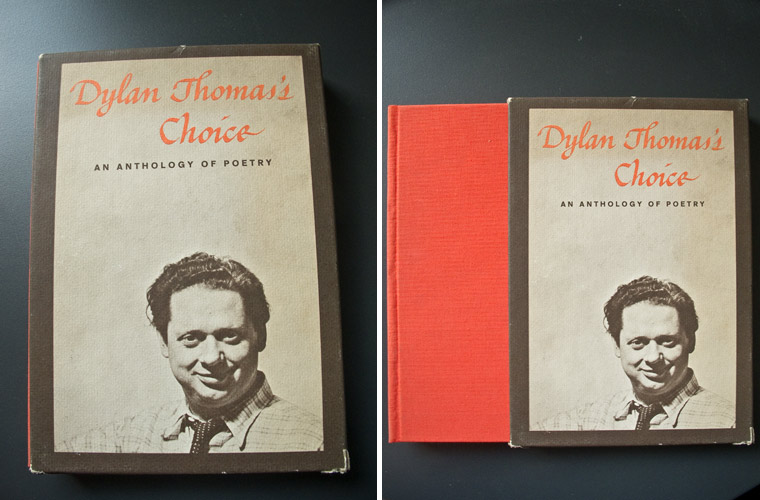 Dylan Thomas's
Choice
AN ANTHOLOGY OF POETRY
Dylan Thomas's
Choice
AN ANTHOLOGY OF POETRY